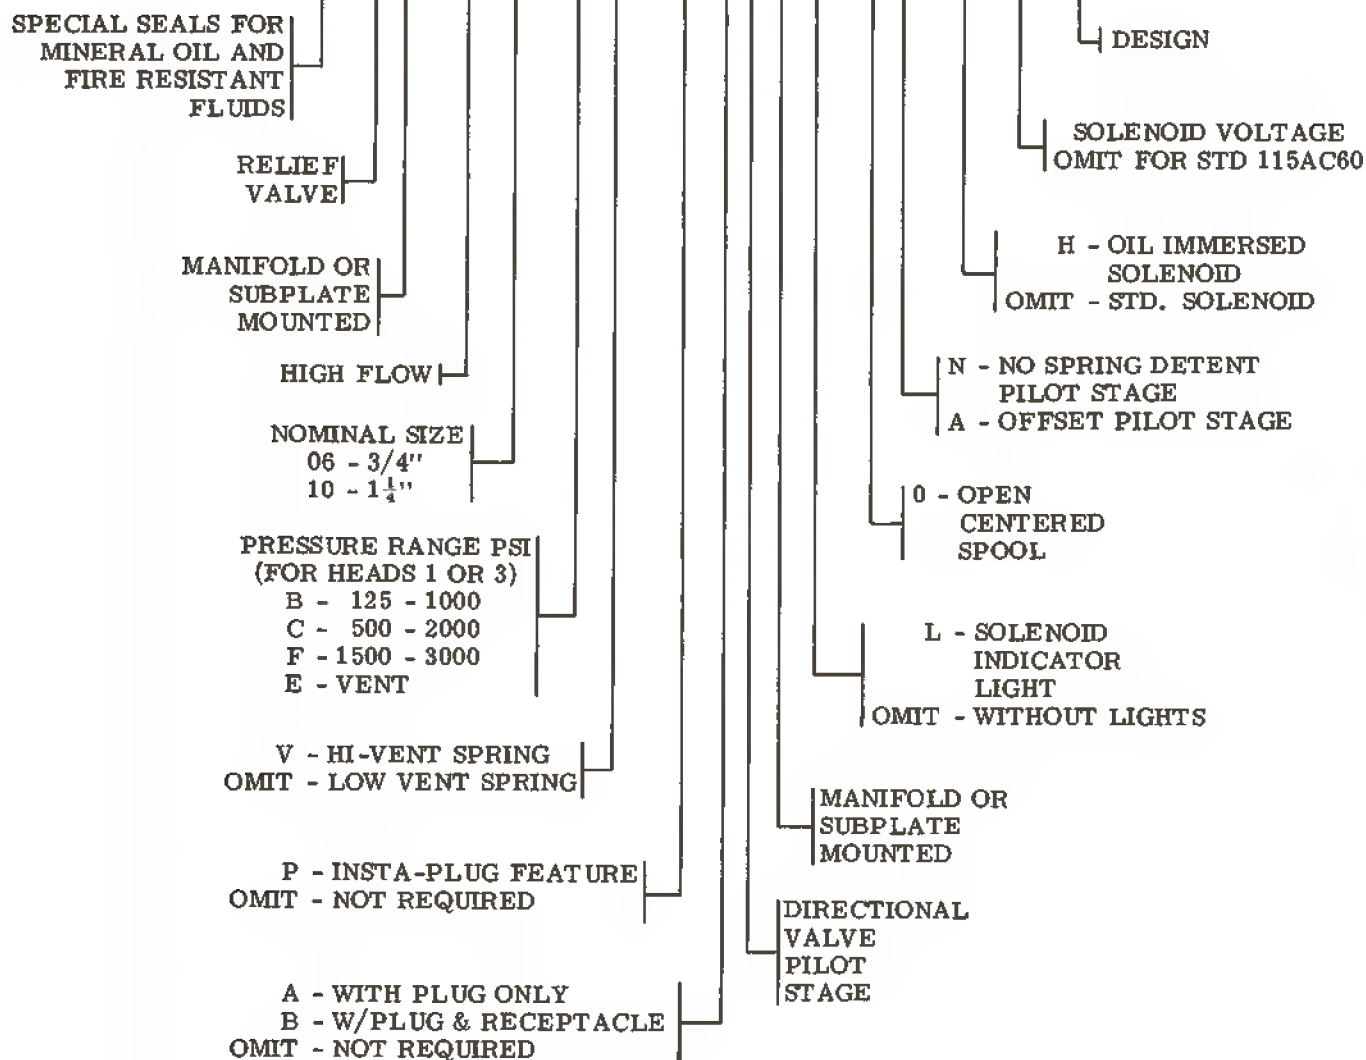 SPECIAL SEALS FOR
MINERAL OIL AND
FIRE RESISTANT
FLUIDS
RELIEF
VALVE
MANIFOLD OR
SUBPLATE
MOUNTED
HIGH FLOW
NOMINAL SIZE
06 - 3/4"
10 - 1¼"
PRESSURE RANGE PSI
(FOR HEADS 1 OR 3)
B - 125 - 1000
C - 500 - 2000
F - 1500 - 3000
E - VENT
V - HI-VENT SPRING
OMIT - LOW VENT SPRING
P - INSTA-PLUG FEATURE
OMIT - NOT REQUIRED
A - WITH PLUG ONLY
B - W/PLUG & RECEPTACLE
OMIT - NOT REQUIRED
DESIGN
SOLENOID VOLTAGE
OMIT FOR STD 115AC60
H - OIL IMMERSED
SOLENOID
OMIT - STD. SOLENOID
N - NO SPRING DETENT
PILOT STAGE
A - OFFSET PILOT STAGE
0 - OPEN
CENTERED
SPOOL
L - SOLENOID
INDICATOR
LIGHT
OMIT - WITHOUT LIGHTS
MANIFOLD OR
SUBPLATE
MOUNTED
DIRECTIONAL
VALVE
PILOT
STAGE